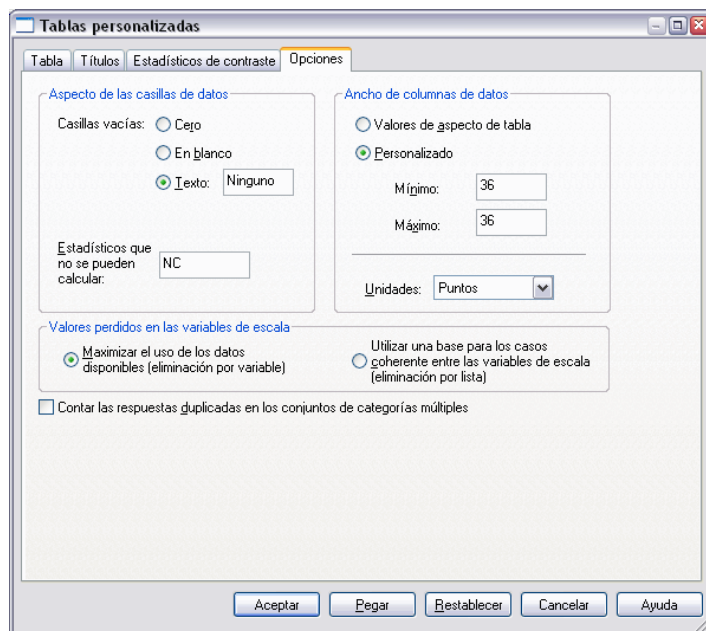 Tablas personalizadas
Tabla
Títulos
Estadísticos de contraste
Opciones
Aspecto de las casillas de datos
Casillas vacías:
Cero
En blanco
Texto:
Ninguno
Estadísticos que
no se pueden
calcular:
NC
Ancho de columnas de datos
Valores de aspecto de tabla
Personalizado
Mínimo:
36
Máximo:
36
Unidades:
Puntos
Valores perdidos en las variables de escala
Maximizar el uso de los datos
disponibles (eliminación por variable)
Utilizar una base para los casos
coherente entre las variables de escala
(eliminación por lista)
Contar las respuestas duplicadas en los conjuntos de categorías múltiples
Aceptar
Pegar
Restablecer
Cancelar
Ayuda